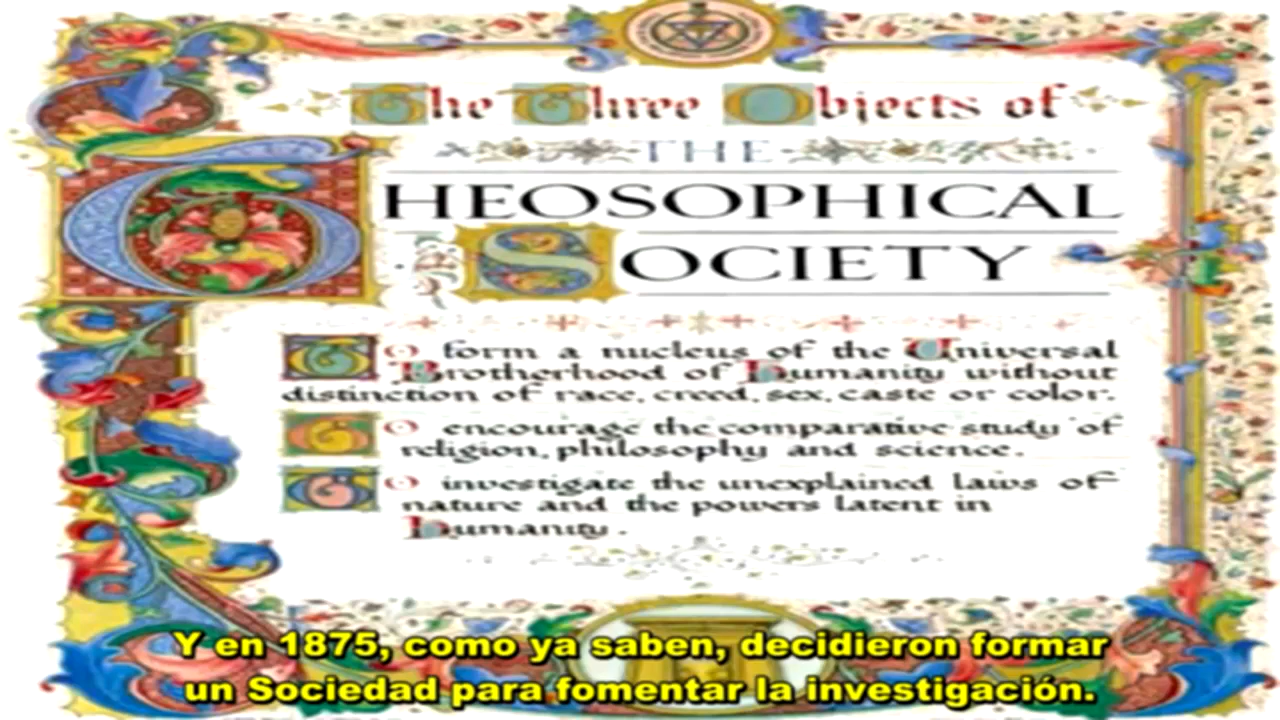 The Three Objects of
THE
THEOSOPHICAL
SOCIETY
To form a nucleus of the Universal
Brotherhood of Humanity without
distinction of race, creed, sex, caste or color.
To encourage the comparative study of
religion, philosophy and science.
To investigate the unexplained laws of
nature and the powers latent in
Humanity.
Y en 1875, como ya saben, decidieron formar
un Sociedad para fomentar la investigación.